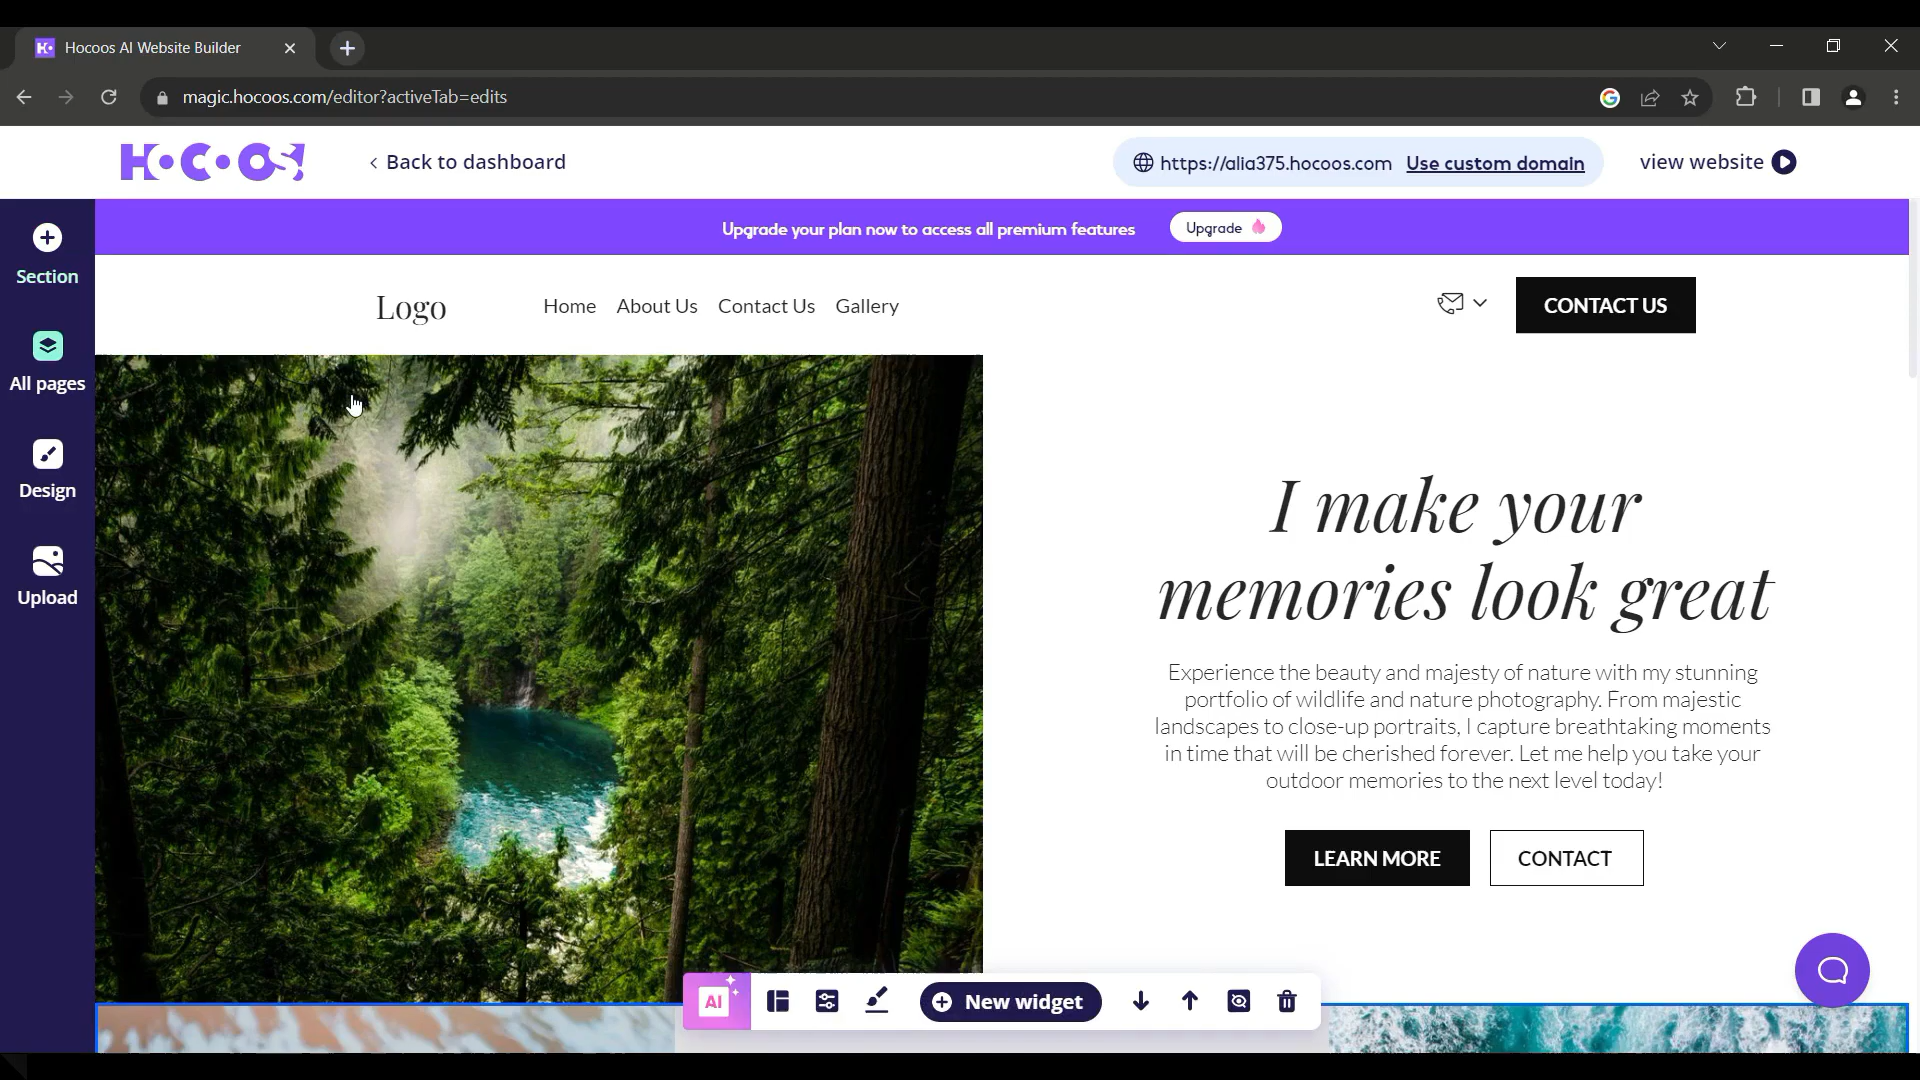 Hocoos AI Website Builder
magic.hocoos.com/editor?activeTab=edits
HOCOOS!
Back to dashboard
https://alia375.hocoos.com Use custom domain
view website
Upgrade your plan now to access all premium features
Upgrade
Section
All pages
Design
Upload
Logo
Home About Us Contact Us Gallery
CONTACT US
I make your
memories look great
Experience the beauty and majesty of nature with my stunning
portfolio of wildlife and nature photography. From majestic
landscapes to close-up portraits, I capture breathtaking moments
in time that will be cherished forever. Let me help you take your
outdoor memories to the next level today!
LEARN MORE
CONTACT
AI
New widget